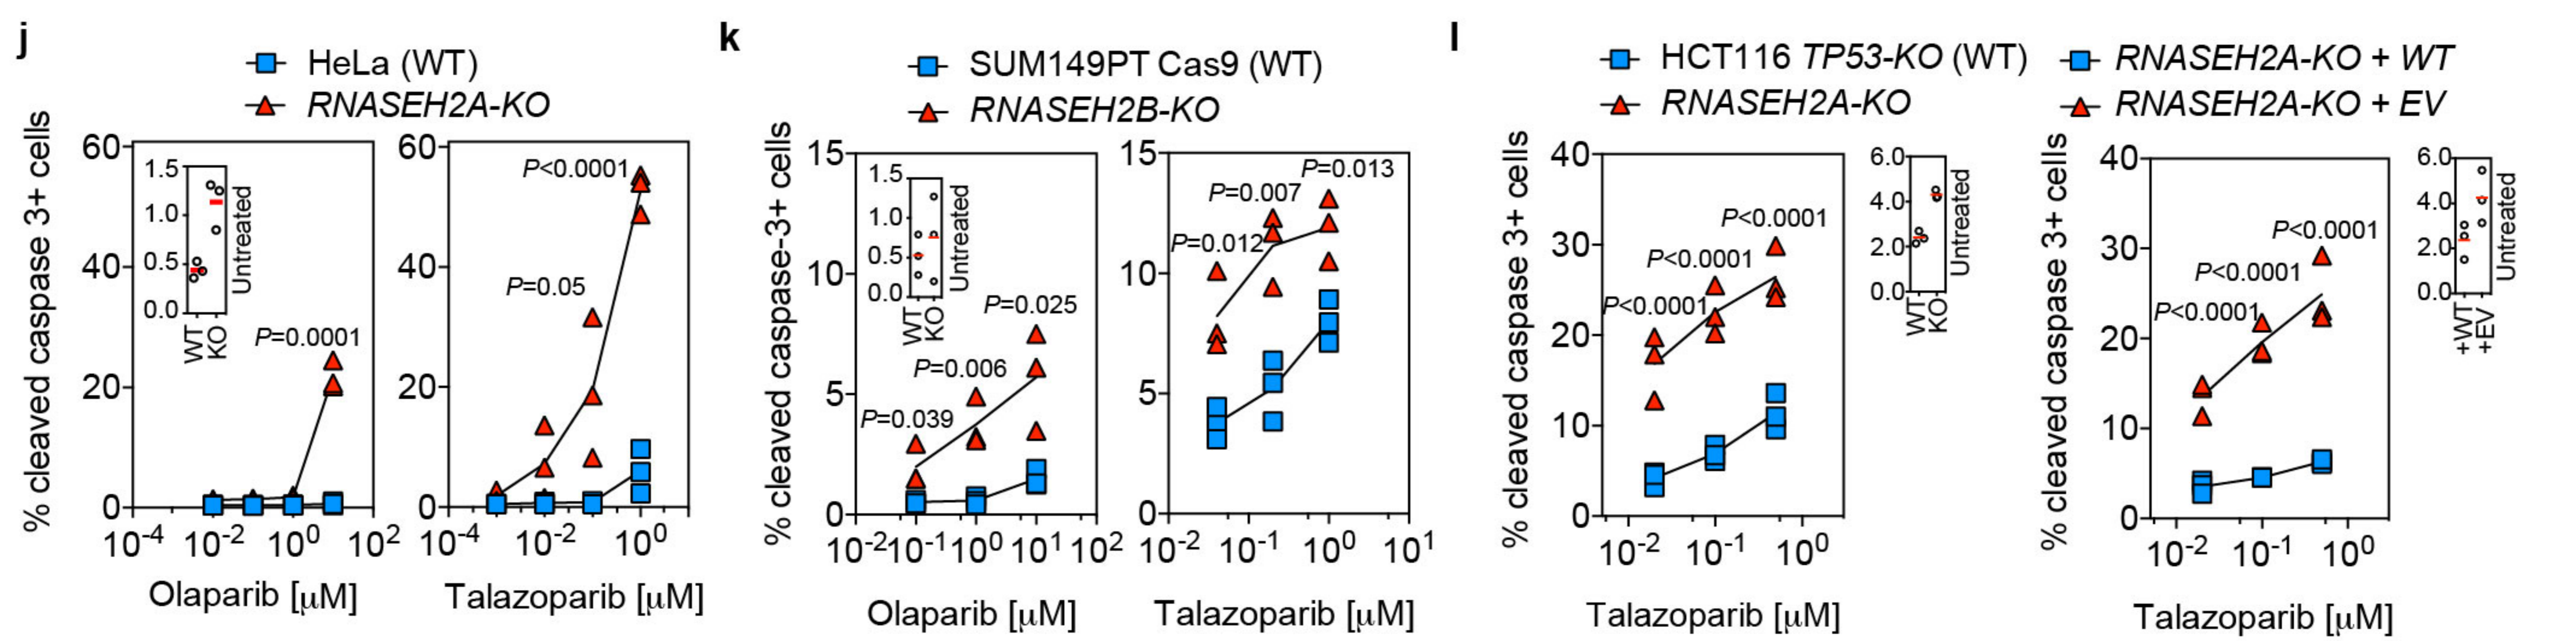 j
HeLa (WT)
RNASEH2A-KO
% cleaved caspase 3+ cells
60
40
20
0
1.5
1.0
0.5
0.0
WT
KO
Untreated
P=0.0001
10-4 10-2 100 102
Olaparib [μM]
60
40
20
0
P<0.0001
P=0.05
10-4 10-2 100
Talazoparib [μM]
k
SUM149PT Cas9 (WT)
RNASEH2B-KO
% cleaved caspase-3+ cells
15
10
5
0
1.5
1.0
0.5
0.0
WT
KO
Untreated
P=0.025
P=0.006
P=0.039
10-2 10-1 100 101 102
Olaparib [μM]
15
10
5
0
P=0.013
P=0.007
P=0.012
10-2 10-1 100 101
Talazoparib [μM]
l
HCT116 TP53-KO (WT)
RNASEH2A-KO
% cleaved caspase 3+ cells
40
30
20
10
0
P<0.0001
P<0.0001
P<0.0001
10-2 10-1 100
Talazoparib [μM]
6.0
4.0
2.0
0.0
WT
KO
Untreated
RNASEH2A-KO + WT
RNASEH2A-KO + EV
% cleaved caspase 3+ cells
40
30
20
10
0
P<0.0001
P<0.0001
P<0.0001
10-2 10-1 100
Talazoparib [μM]
6.0
4.0
2.0
0.0
+WT
+EV
Untreated